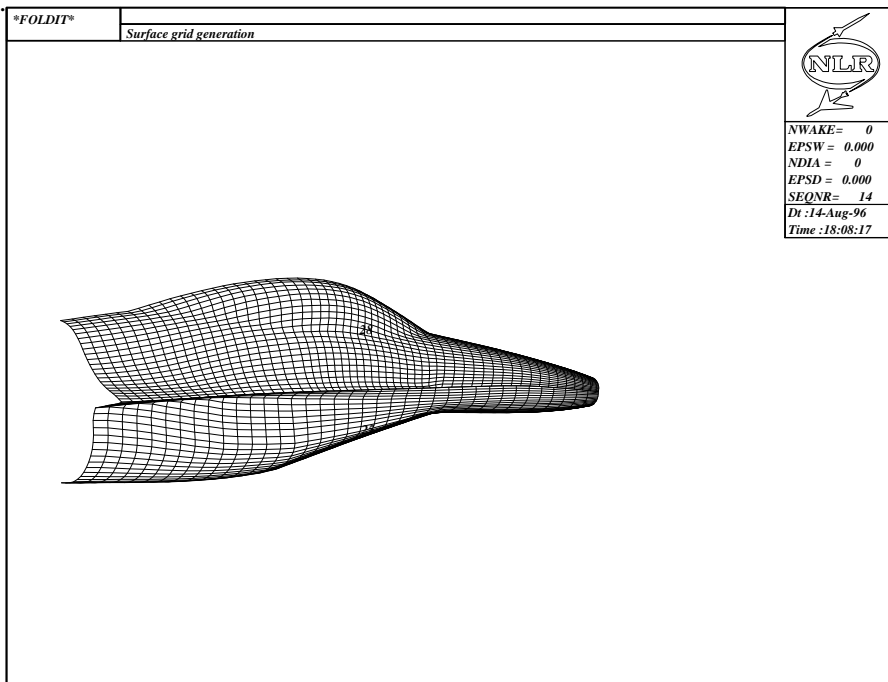 *FOLDIT*
Surface grid generation
NLR
NWAKE= 0
EPSW = 0.000
NDIA = 0
EPSD = 0.000
SEQNR= 14
Dt :14-Aug-96
Time :18:08:17
28